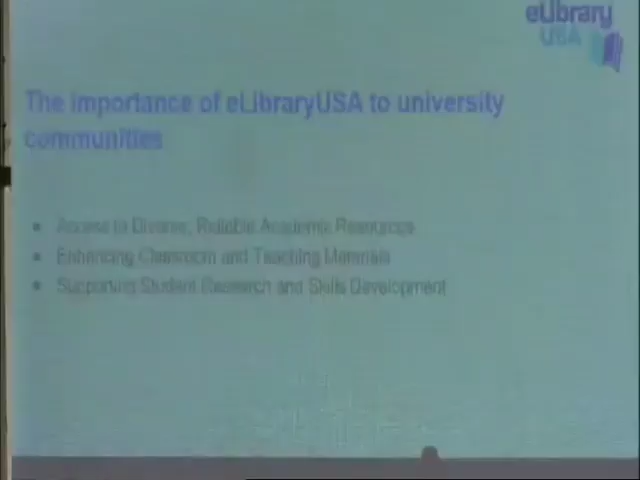 eLibrary
USA
The importance of eLibraryUSA to university
communities
Access to Diverse, Reliable Academic Resources
Enhancing Classroom and Teaching Materials
Supporting Student Research and Skills Development